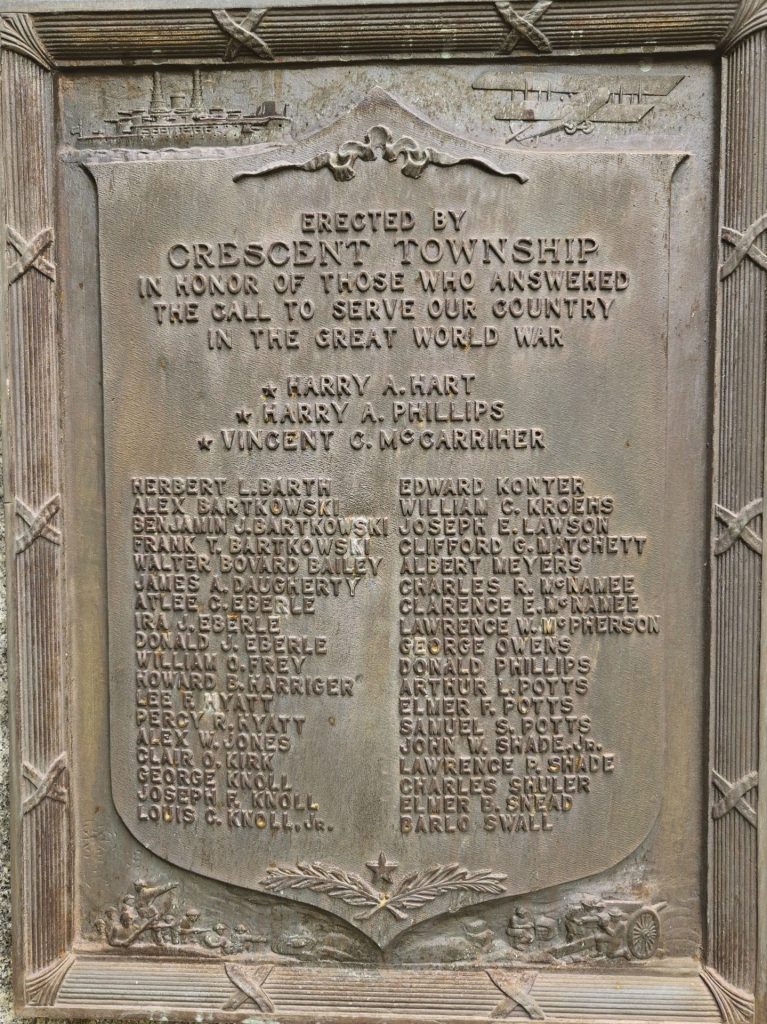 ERECTED BY
CRESCENT TOWNSHIP
IN HONOR OF THOSE WHO ANSWERED
THE CALL TO SERVE OUR COUNTRY
IN THE GREAT WORLD WAR
★ HARRY A. HART
★ HARRY A. PHILLIPS
★ VINCENT C. McCARRIHER
HERBERT L. BARTH
ALEX BARTKOWSKI
BENJAMIN J. BARTKOWSKI
FRANK T. BARTKOWSKI
WALTER BOVARD BAILEY
JAMES A. DAUGHERTY
ATLEE C. EBERLE
IRA J. EBERLE
DONALD J. EBERLE
WILLIAM O. FREY
HOWARD B. HARRIGER
LEE F. HYATT
PERCY R. HYATT
ALEX W. JONES
CLAIR O. KIRK
GEORGE KNOLL
JOSEPH F. KNOLL
LOUIS C. KNOLL, Jr.
EDWARD KONTER
WILLIAM C. KROEHS
JOSEPH E. LAWSON
CLIFFORD G. MATCHETT
ALBERT MEYERS
CHARLES R. McNAMEE
CLARENCE E. McNAMEE
LAWRENCE W. McPHERSON
GEORGE OWENS
DONALD PHILLIPS
ARTHUR L. POTTS
ELMER F. POTTS
SAMUEL S. POTTS
JOHN W. SHADE, Jr.
LAWRENCE P. SHADE
CHARLES SHULER
ELMER B. SNEAD
BARLO SWALL